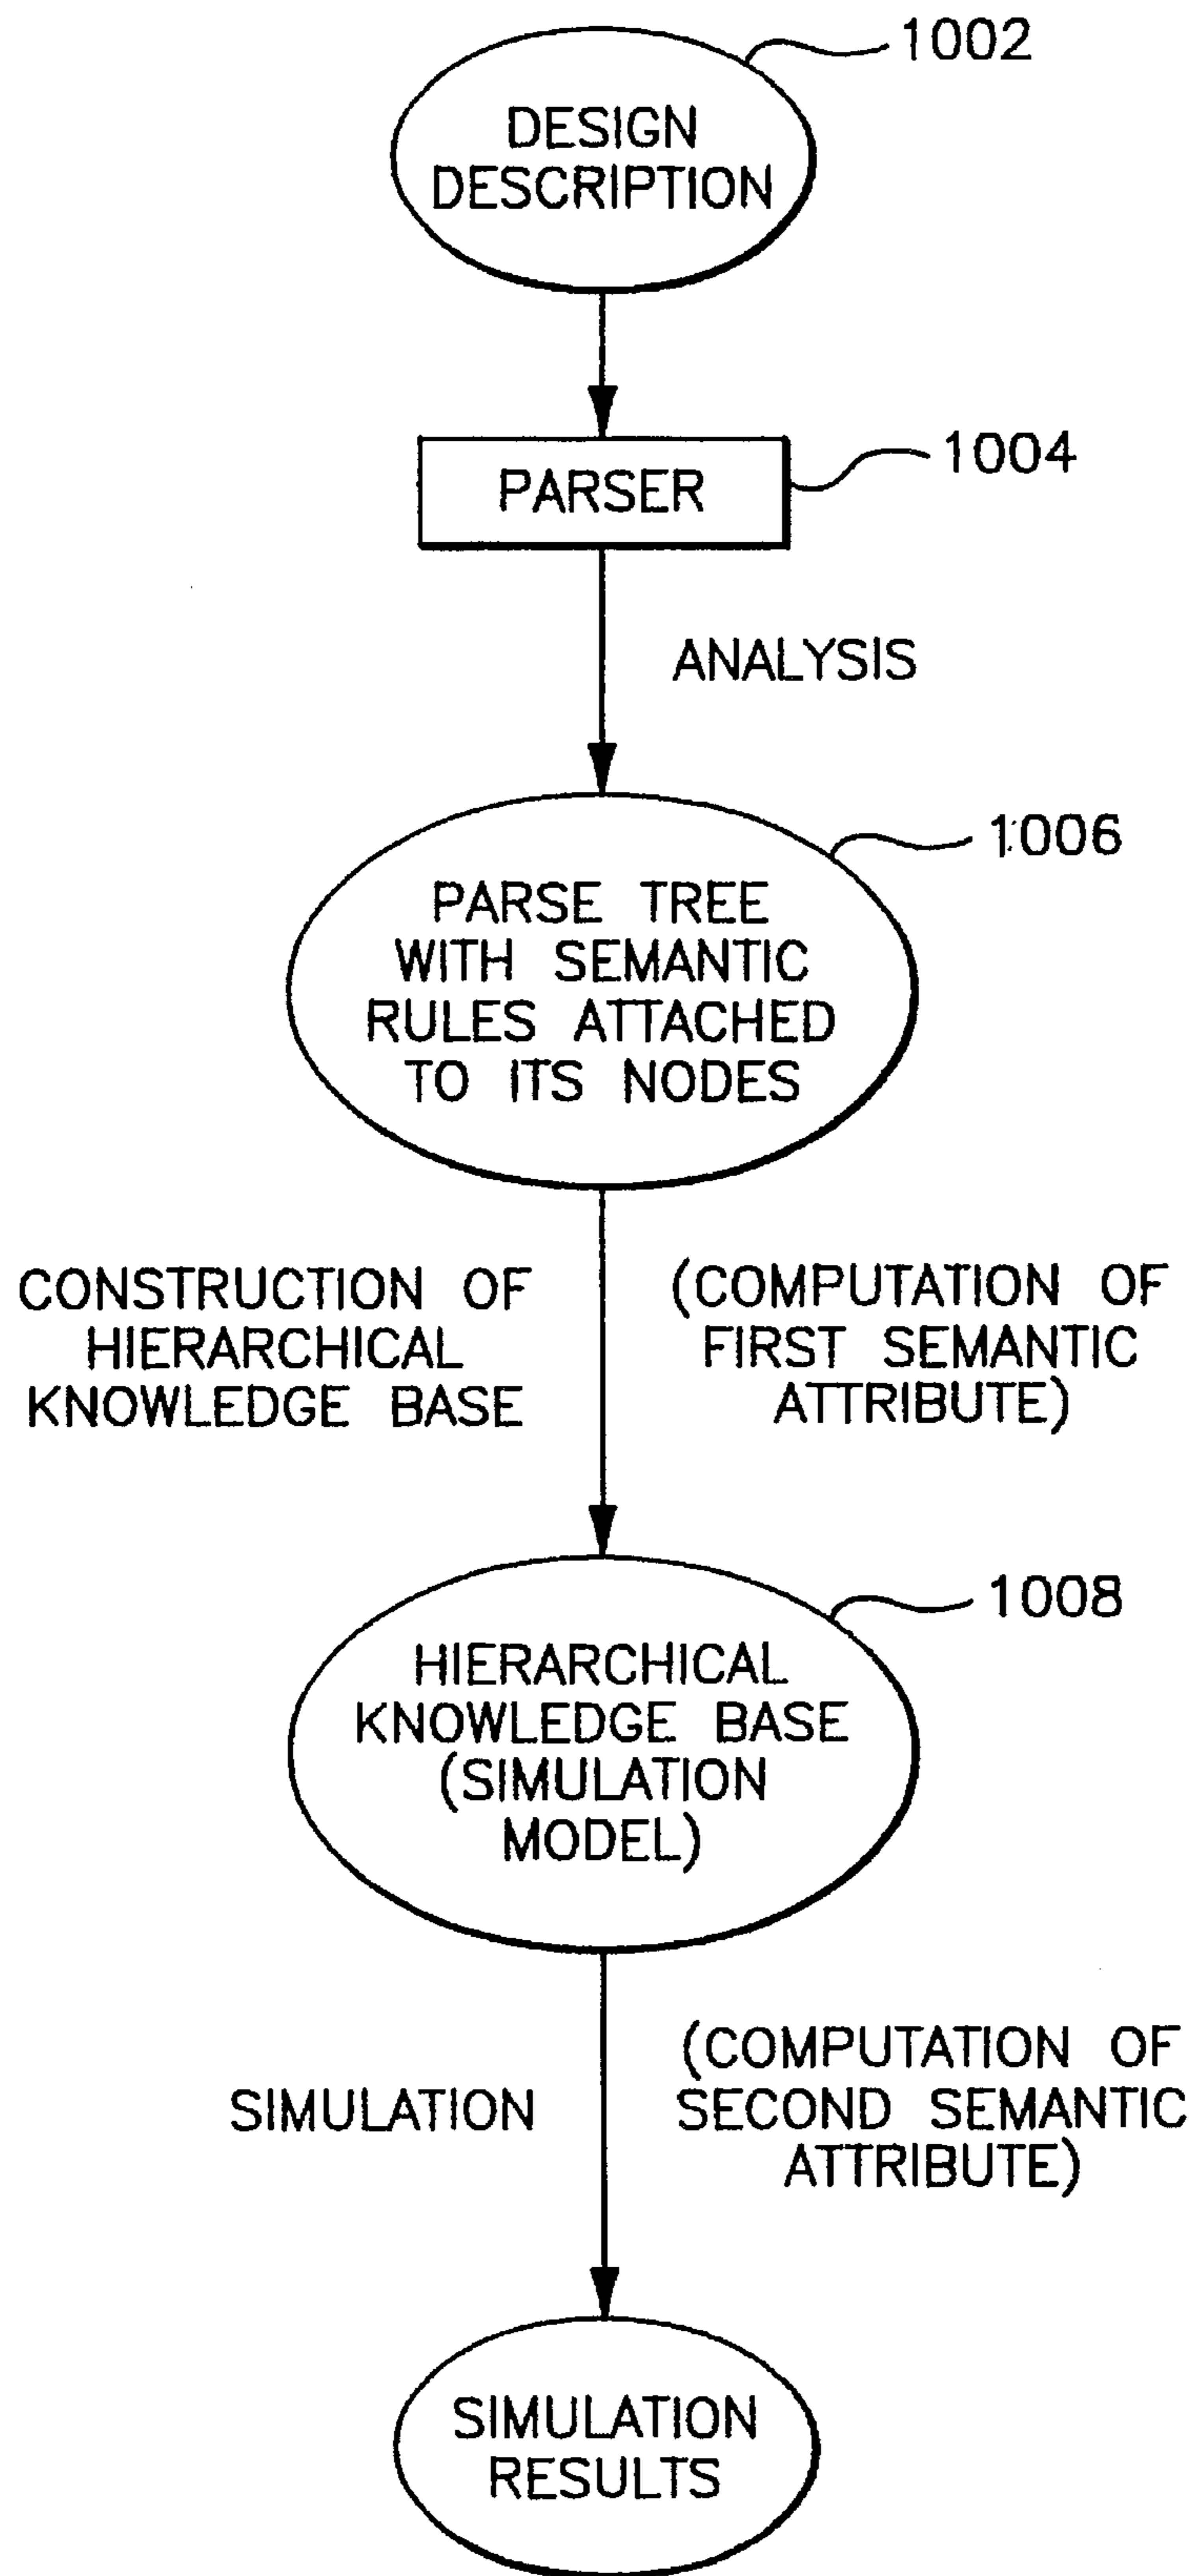 1002
DESIGN
DESCRIPTION
1004
PARSER
ANALYSIS
1006
PARSE TREE
WITH SEMANTIC
RULES ATTACHED
TO ITS NODES
CONSTRUCTION OF
HIERARCHICAL
KNOWLEDGE BASE
(COMPUTATION OF
FIRST SEMANTIC
ATTRIBUTE)
1008
HIERARCHICAL
KNOWLEDGE BASE
(SIMULATION
MODEL)
SIMULATION
(COMPUTATION OF
SECOND SEMANTIC
ATTRIBUTE)
SIMULATION
RESULTS